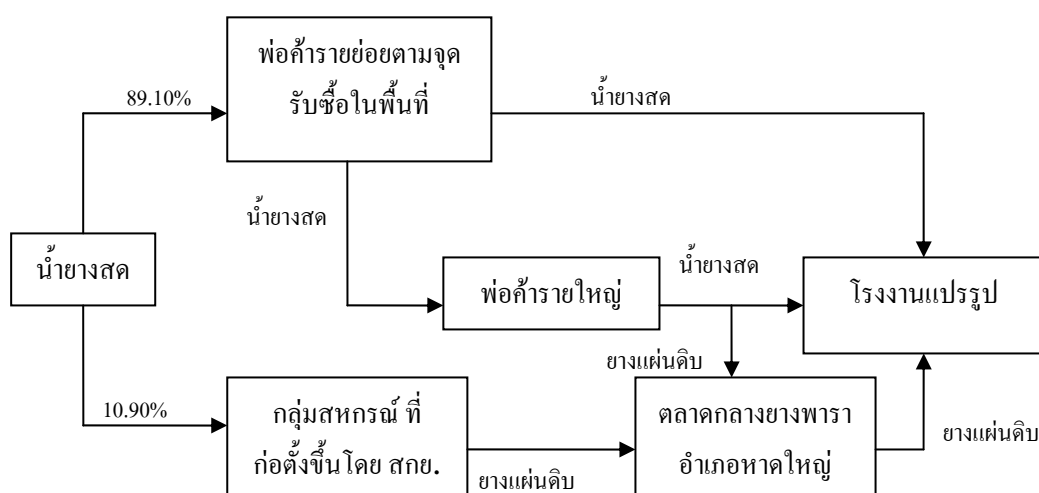 พ่อค้ารายย่อยตามจุด
รับซื้อในพื้นที่
89.10%
น้ำยางสด
น้ำยางสด
น้ำยางสด
น้ำยางสด
พ่อค้ารายใหญ่
โรงงานแปรรูป
ยางแผ่นดิบ
10.90%
กลุ่มสหกรณ์ ที่
ก่อตั้งขึ้นโดย สกย.
ยางแผ่นดิบ
ตลาดกลางยางพารา
อำเภอหาดใหญ่
ยางแผ่นดิบ